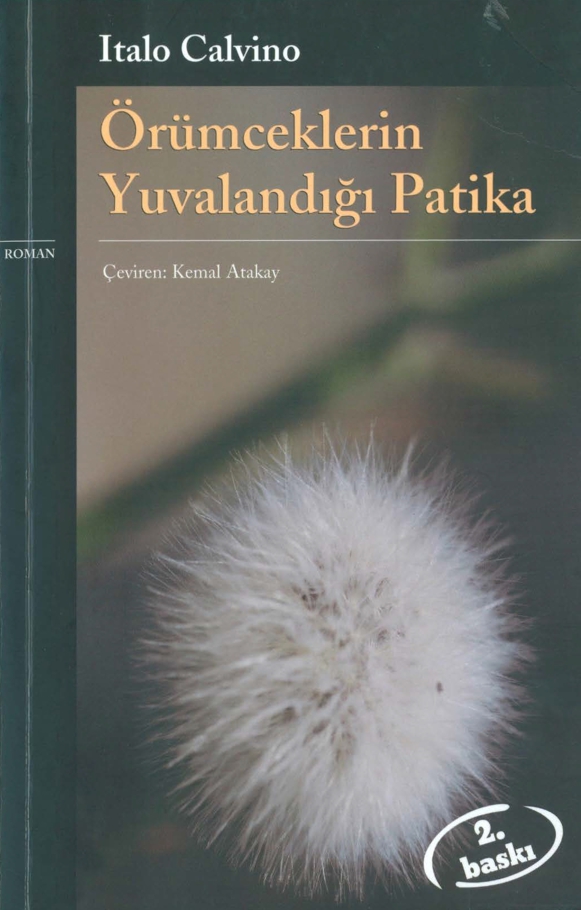 Italo Calvino
Örümceklerin
Yuvalandığı Patika
ROMAN
Çeviren: Kemal Atakay
2.
baskı